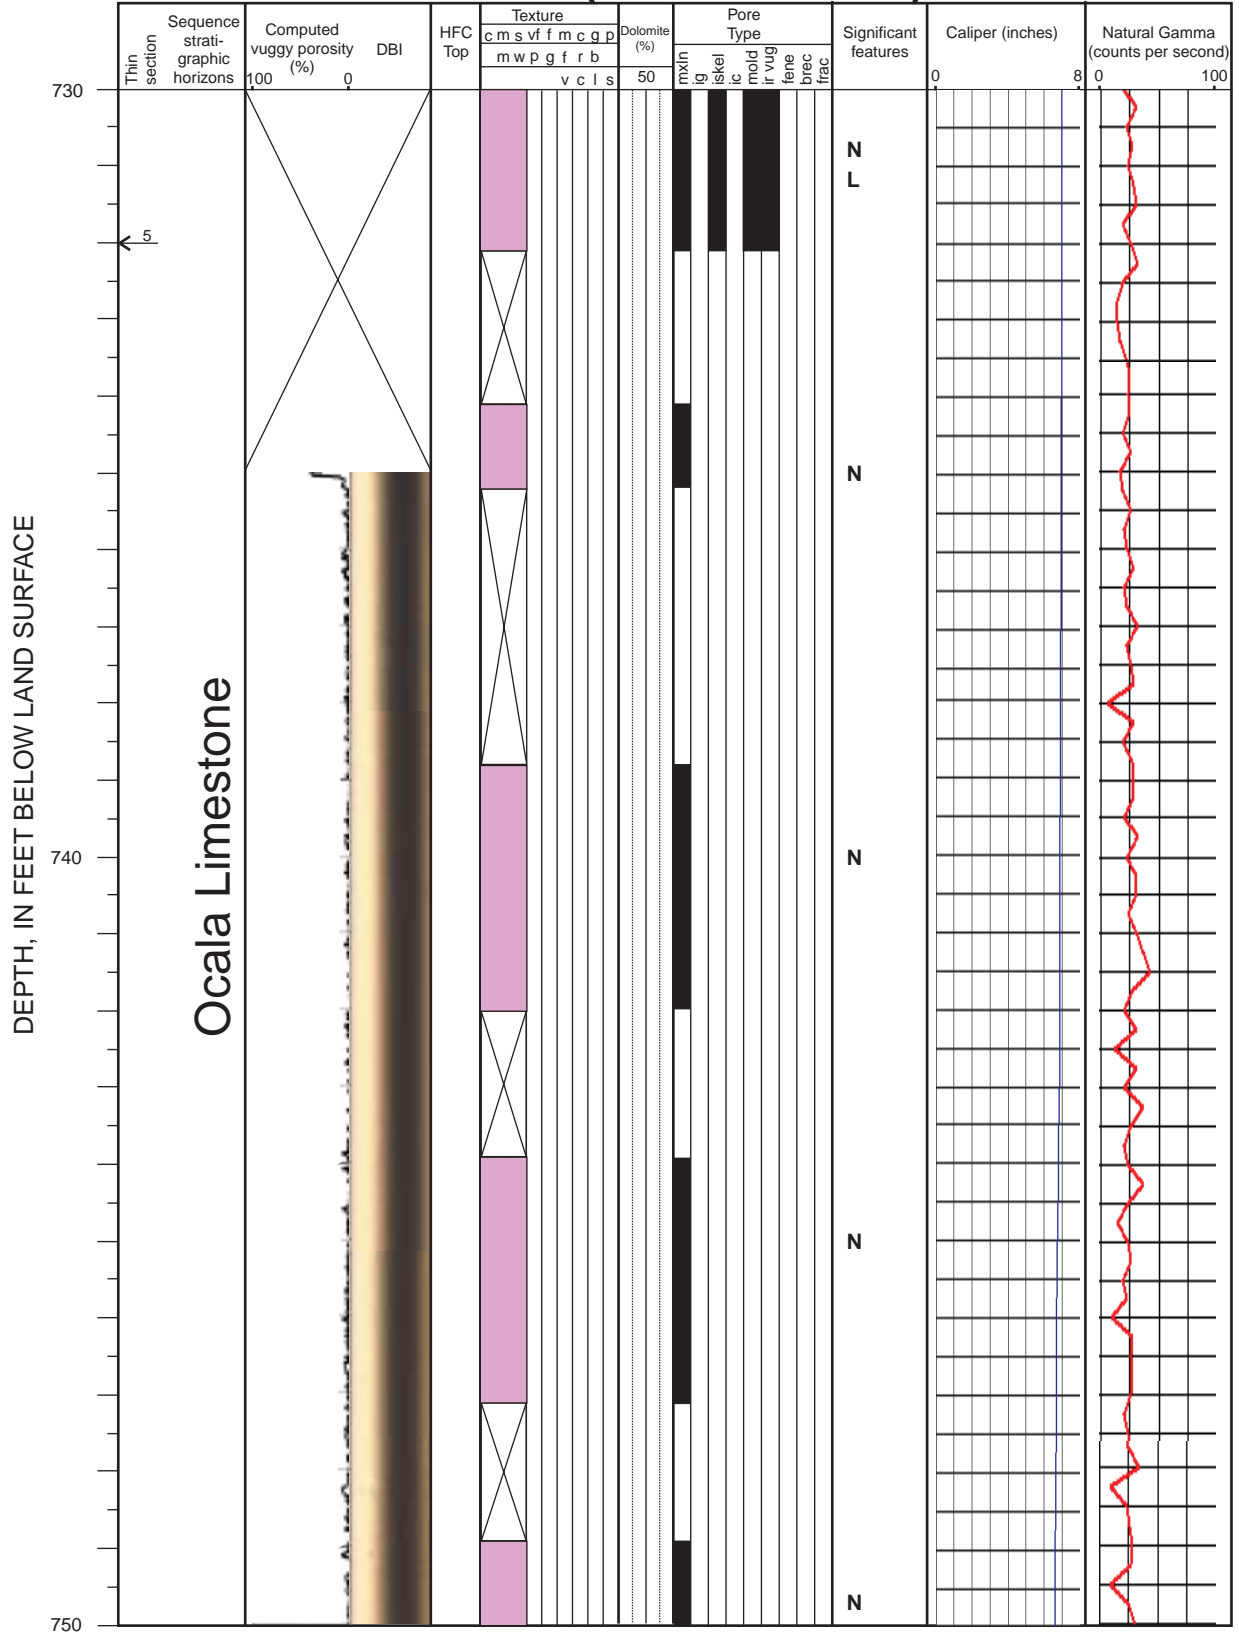 Thin
section
Sequence
strati-
graphic
horizons
Computed
vuggy porosity
(%)
100
0
DBI
HFC
Top
Texture
c m s vf f m c g p
m w p g f r b
v c l s
Dolomite
(%)
50
Pore
Type
mxln
ig
iskel
ic
mold
ir vug
fene
brec
frac
Significant
features
Caliper (inches)
0
8
Natural Gamma
(counts per second)
0
100
730
N
L
5
N
DEPTH, IN FEET BELOW LAND SURFACE
Ocala Limestone
740
N
N
N
750